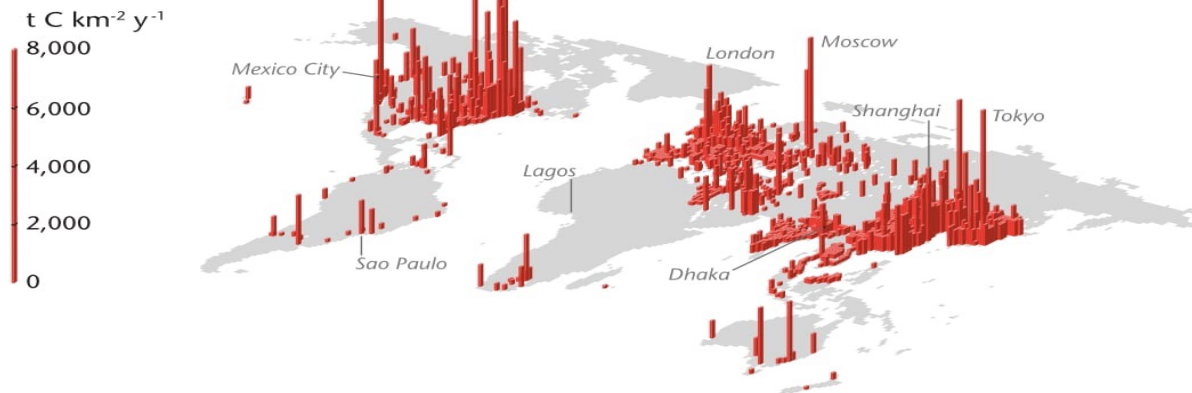 t C km⁻² y⁻¹
8,000
6,000
4,000
2,000
0
Mexico City
London
Moscow
Shanghai
Tokyo
Lagos
Sao Paulo
Dhaka